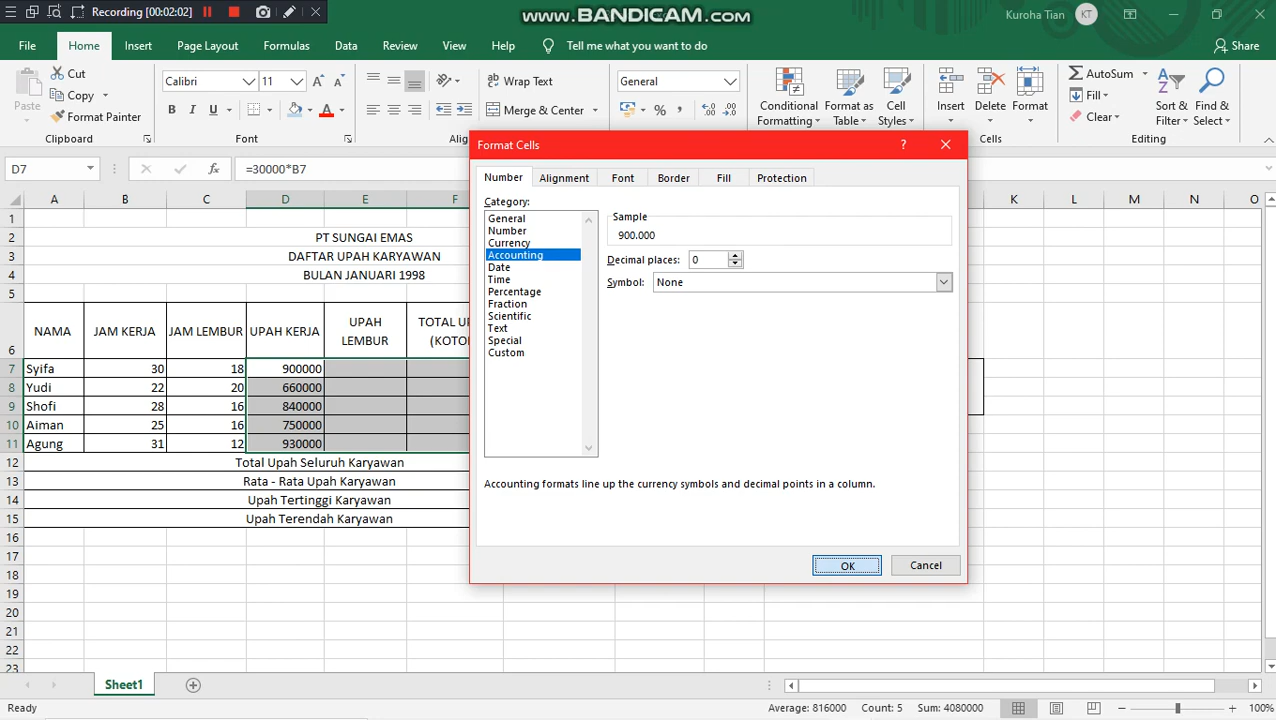 Recording [00:02:02]
www.BANDICAM.com
Kuroha Tian
KT
File Home Insert Page Layout Formulas Data Review View Help Tell me what you want to do Share
Paste
Cut
Copy
Format Painter
Clipboard
Calibri 11
B I U
A A
Font
Wrap Text
Merge & Center
Alig
General
% ,
Conditional Formatting
Format as Table
Cell Styles
Insert Delete Format
Cells
AutoSum
Fill
Clear
Sort & Filter
Find & Select
Editing
D7 fx =30000*B7
A B C D E F K L M N O
1
2 PT SUNGAI EMAS
3 DAFTAR UPAH KARYAWAN
4 BULAN JANUARI 1998
5
6 NAMA JAM KERJA JAM LEMBUR UPAH KERJA UPAH LEMBUR TOTAL UP (KOTO
7 Syifa 30 18 900000
8 Yudi 22 20 660000
9 Shofi 28 16 840000
10 Aiman 25 16 750000
11 Agung 31 12 930000
12 Total Upah Seluruh Karyawan
13 Rata - Rata Upah Karyawan
14 Upah Tertinggi Karyawan
15 Upah Terendah Karyawan
16
17
18
19
20
21
22
23
Format Cells ?
Number Alignment Font Border Fill Protection
Category:
General
Number
Currency
Accounting
Date
Time
Percentage
Fraction
Scientific
Text
Special
Custom
Sample
900.000
Decimal places: 0
Symbol: None
Accounting formats line up the currency symbols and decimal points in a column.
OK Cancel
Sheet1
Ready Average: 816000 Count: 5 Sum: 4080000 100%